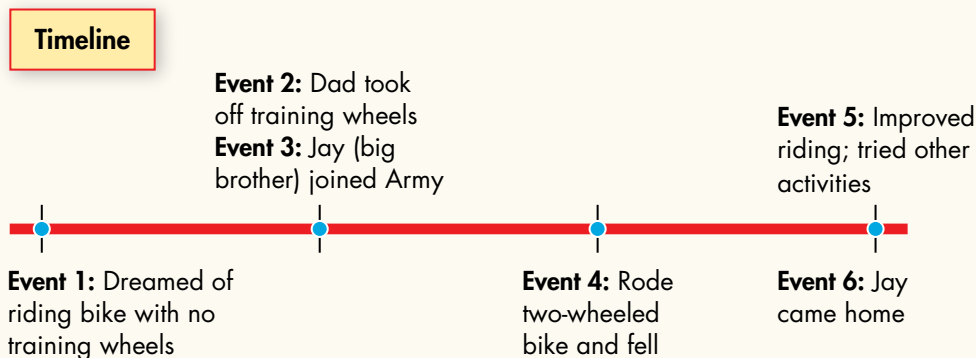 Timeline
Event 2: Dad took
off training wheels
Event 3: Jay (big
brother) joined Army
Event 5: Improved
riding; tried other
activities
Event 1: Dreamed of
riding bike with no
training wheels
Event 4: Rode
two-wheeled
bike and fell
Event 6: Jay
came home